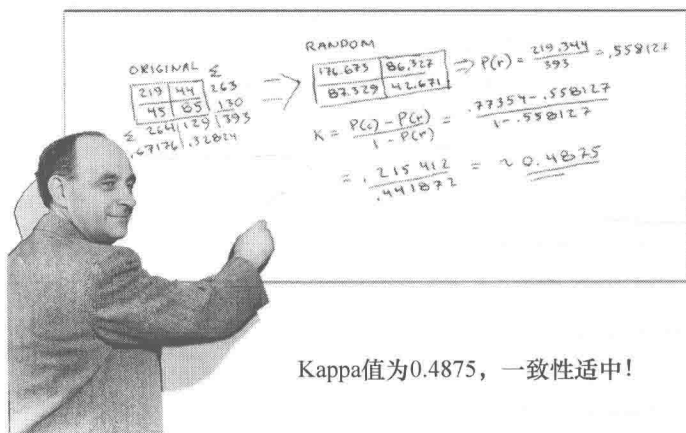 ORIGINAL Σ
219 44 263
45 85 130
Σ 264 129 393
.67176 .32824
RANDOM
176.673 86.327
87.329 42.671
⇒ P(r) = 219.344 / 393 = .558127
K = P(c) - P(r) / 1 - P(r) = .77354 - .558127 / 1 - .558127
= .215412 / .441872 = ~ 0.4875
Kappa值为0.4875，一致性适中！